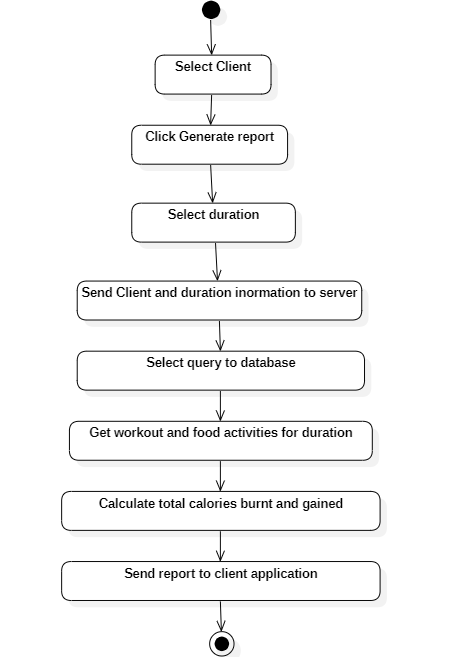 Select Client
Click Generate report
Select duration
Send Client and duration inormation to server
Select query to database
Get workout and food activities for duration
Calculate total calories burnt and gained
Send report to client application